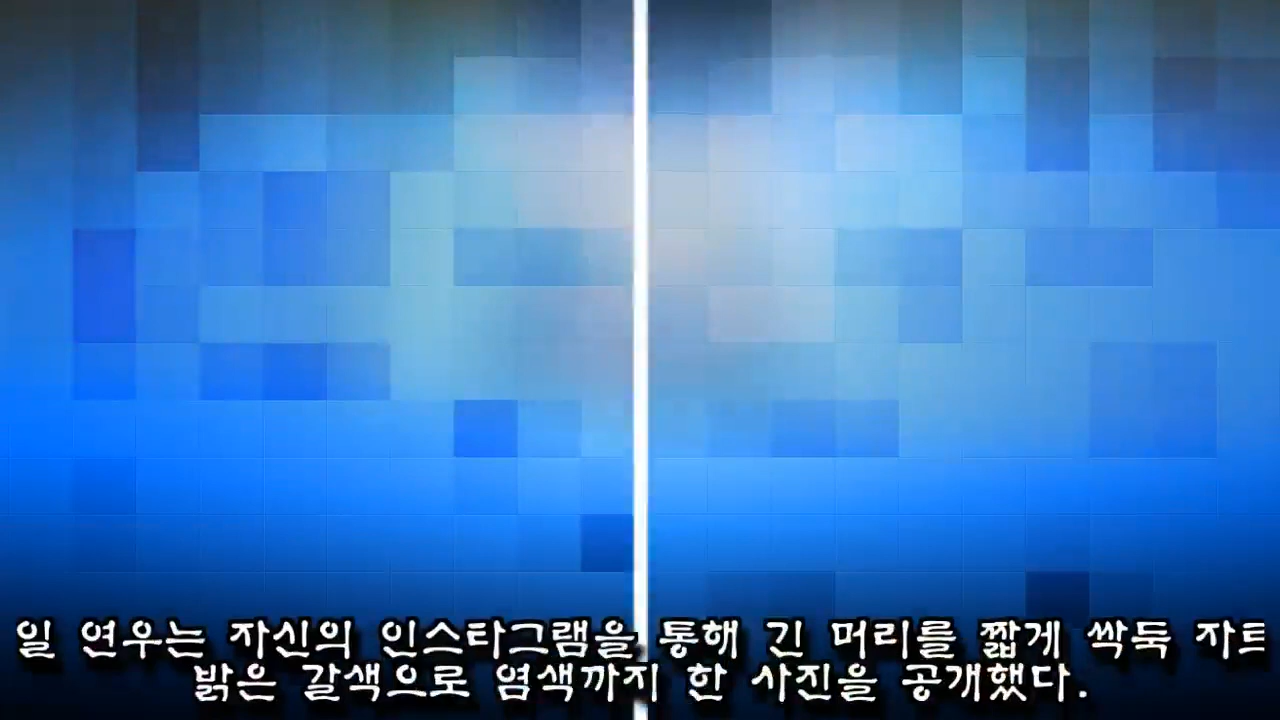 일 연우는 자신의 인스타그램을 통해 긴 머리를 짧게 싹둑 자트
밝은 갈색으로 염색까지 한 사진을 공개했다.